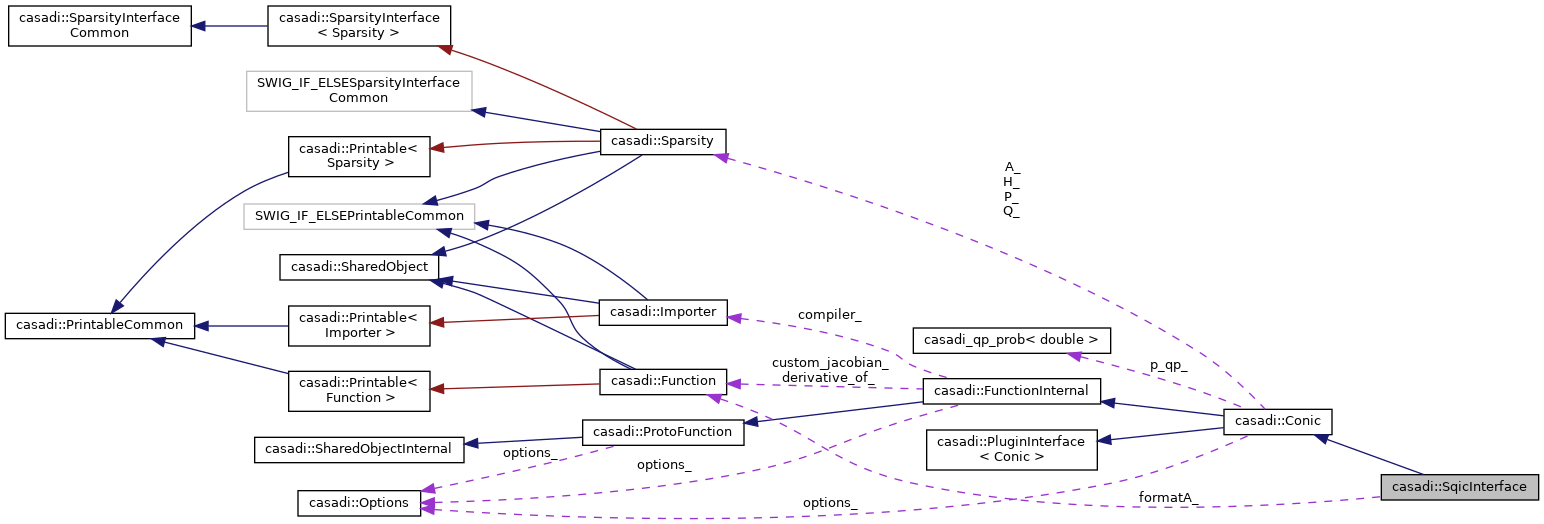 casadi::SparsityInterface
Common
casadi::SparsityInterface
< Sparsity >
SWIG_IF_ELSESparsityInterface
Common
casadi::Sparsity
casadi::Printable<
Sparsity >
A_
H_
P_
Q_
SWIG_IF_ELSEPrintableCommon
casadi::SharedObject
casadi::PrintableCommon
casadi::Printable<
Importer >
casadi::Importer
compiler_
casadi_qp_prob< double >
p_qp_
custom_jacobian_
derivative_of_
casadi::Printable<
Function >
casadi::Function
casadi::FunctionInternal
casadi::Conic
casadi::ProtoFunction
casadi::SharedObjectInternal
casadi::PluginInterface
< Conic >
options_
options_
casadi::SqicInterface
casadi::Options
options_
formatA_